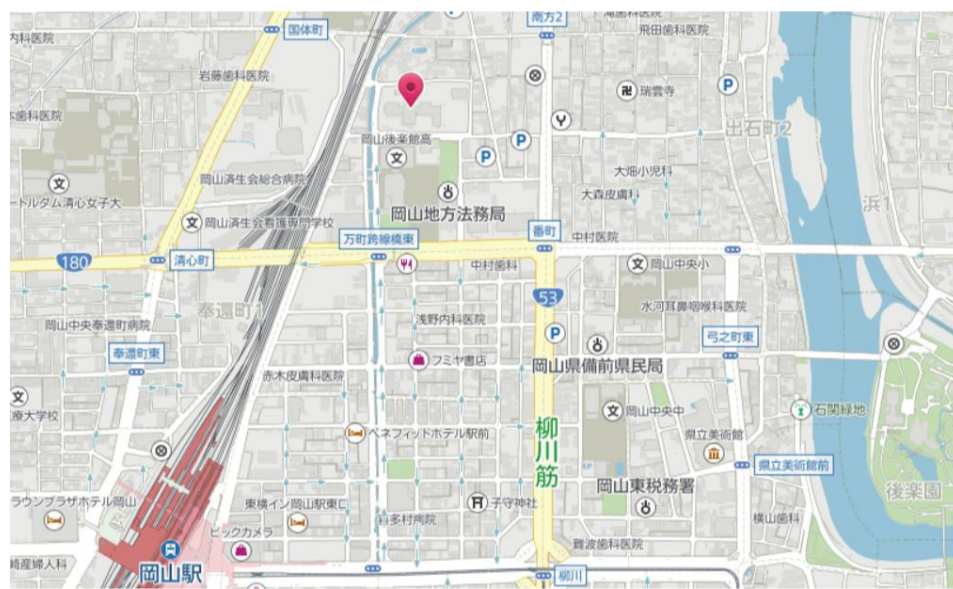 南方2
国体町
飛田歯科医院
内科医院
岩藤歯科医院
瑞雲寺
出石町2
岡山後楽館高
大畑小児科
岡山済生会総合病院
大森皮膚科
ートルダム清心女子大
岡山地方法務局
浜1
岡山済生会看護専門学校
万町跨線橋東
番町
中村医院
180
清心町
中村歯科
岡山中央小
53
奉還町1
水河耳鼻咽喉科医院
浅野内科医院
岡山中央奉還町病院
弓之町東
奉還町東
フミヤ書店
岡山県備前県民局
赤木皮膚科医院
療大学校
岡山中央中
石関緑地
柳川筋
ベネフィットホテル駅前
県立美術館
県立美術館前
岡山東税務署
後楽園
ラウンプラザホテル岡山
東横イン岡山駅東口
子守神社
喜多村病院
横山歯科
ビックカメラ
難波歯科医院
崎産婦人科
岡山駅
柳川